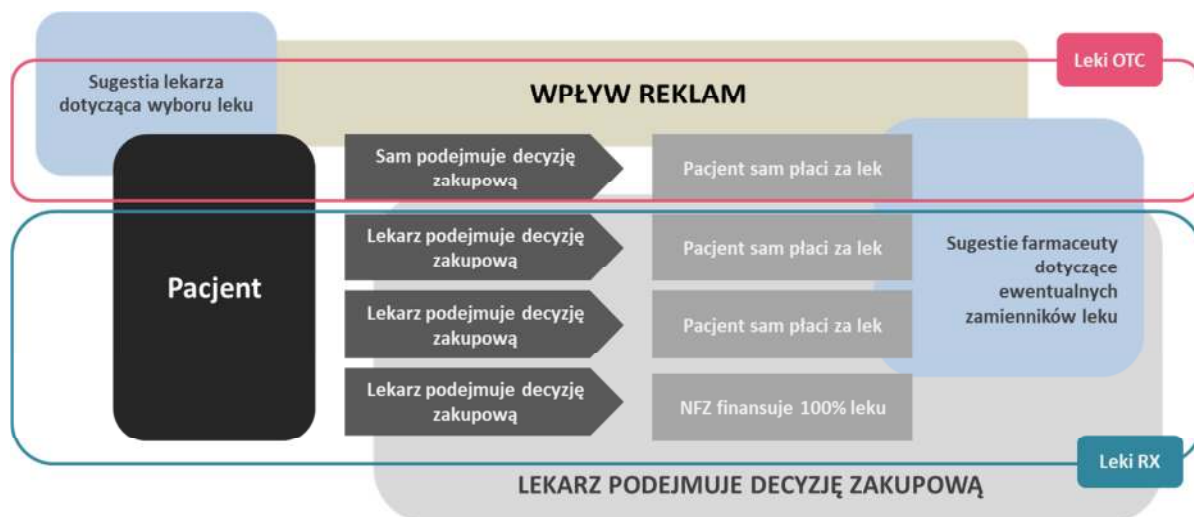 Leki OTC
Sugestia lekarza
dotycząca wyboru leku
WPŁYW REKLAM
Sam podejmuje decyzję
zakupową
Pacjent sam płaci za lek
Pacjent
Lekarz podejmuje decyzję
zakupową
Pacjent sam płaci za lek
Sugestie farmaceuty
dotyczące
ewentualnych
zamienników leku
Lekarz podejmuje decyzję
zakupową
Pacjent sam płaci za lek
Lekarz podejmuje decyzję
zakupową
NFZ finansuje 100% leku
Leki RX
LEKARZ PODEJMUJE DECYZJĘ ZAKUPOWĄ